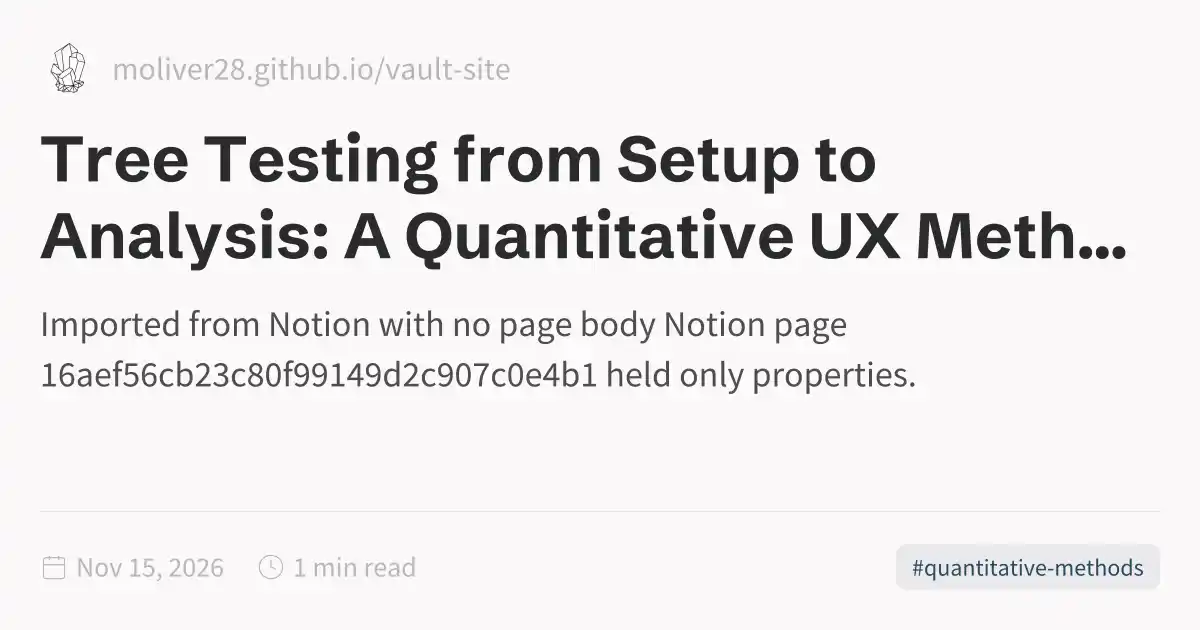 moliver28.github.io/vault-site
Tree Testing from Setup to
Analysis: A Quantitative UX Meth...
Imported from Notion with no page body Notion page
16aef56cb23c80f99149d2c907c0e4b1 held only properties.
Nov 15, 2026
1 min read
#quantitative-methods